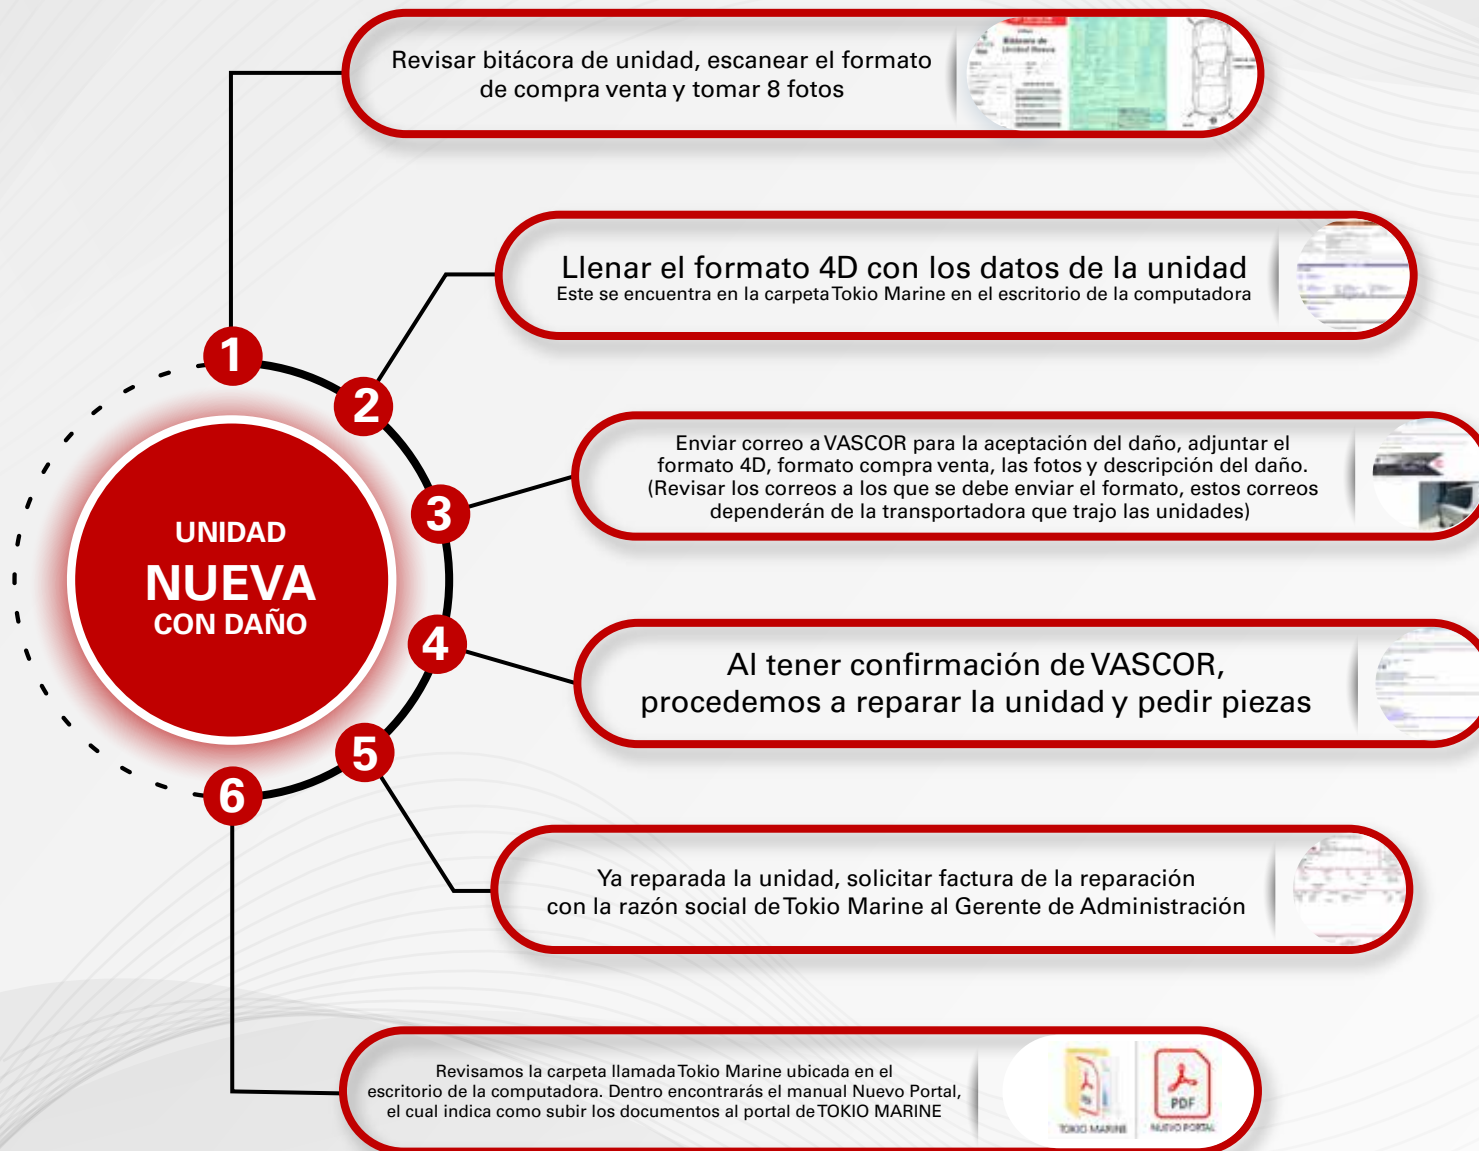 Revisar bitácora de unidad, escanear el formato
de compra venta y tomar 8 fotos
Bitácora de
Unidad Nueva
Llenar el formato 4D con los datos de la unidad
Este se encuentra en la carpeta Tokio Marine en el escritorio de la computadora
1
2
Enviar correo a VASCOR para la aceptación del daño, adjuntar el
formato 4D, formato compra venta, las fotos y descripción del daño.
(Revisar los correos a los que se debe enviar el formato, estos correos
dependerán de la transportadora que trajo las unidades)
3
UNIDAD
NUEVA
CON DAÑO
4
Al tener confirmación de VASCOR,
procedemos a reparar la unidad y pedir piezas
5
6
Ya reparada la unidad, solicitar factura de la reparación
con la razón social de Tokio Marine al Gerente de Administración
Revisamos la carpeta llamada Tokio Marine ubicada en el
escritorio de la computadora. Dentro encontrarás el manual Nuevo Portal,
el cual indica como subir los documentos al portal de TOKIO MARINE
PDF
TOKIO MARINE
NUEVO PORTAL